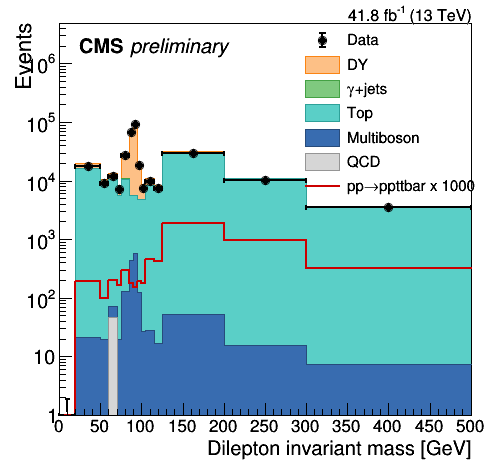 41.8 fb⁻¹ (13 TeV)
CMS preliminary
Data
DY
γ+jets
Top
Multiboson
QCD
pp→ppttbar x 1000
Events
10⁶
10⁵
10⁴
10³
10²
10
1
0 50 100 150 200 250 300 350 400 450 500
Dilepton invariant mass [GeV]